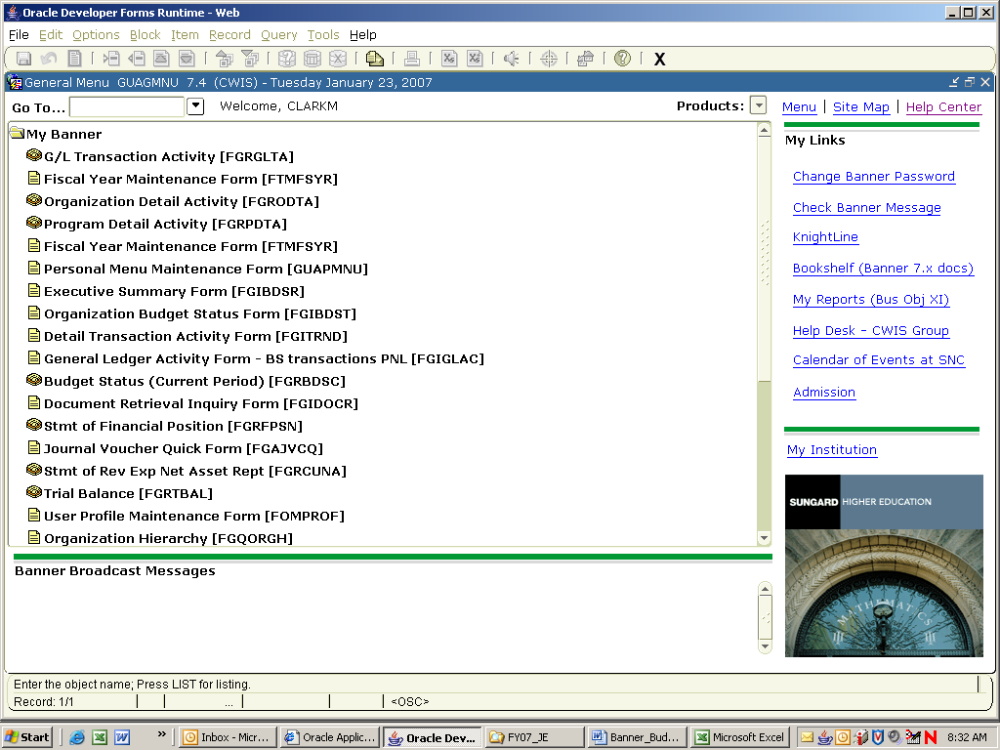 Oracle Developer Forms Runtime - Web
File Edit Options Block Item Record Query Tools Help
General Menu GUAGMNU 7.4 (CWIS) - Tuesday January 23, 2007
Go To... Welcome, CLARKM Products: Menu | Site Map | Help Center
My Banner
G/L Transaction Activity [FGRGLTA]
Fiscal Year Maintenance Form [FTMFSYR]
Organization Detail Activity [FGRODTA]
Program Detail Activity [FGRPDTA]
Fiscal Year Maintenance Form [FTMFSYR]
Personal Menu Maintenance Form [GUAPMNU]
Executive Summary Form [FGIBDSR]
Organization Budget Status Form [FGIBDST]
Detail Transaction Activity Form [FGITRND]
General Ledger Activity Form - BS transactions PNL [FGIGLAC]
Budget Status (Current Period) [FGRBDSC]
Document Retrieval Inquiry Form [FGIDOCR]
Stmt of Financial Position [FGRFPSN]
Journal Voucher Quick Form [FGAJVCQ]
Stmt of Rev Exp Net Asset Rept [FGRCUNA]
Trial Balance [FGRTBAL]
User Profile Maintenance Form [FOMPROF]
Organization Hierarchy [FGQORGH]
My Links
Change Banner Password
Check Banner Message
KnightLine
Bookshelf (Banner 7.x docs)
My Reports (Bus Obj XI)
Help Desk - CWIS Group
Calendar of Events at SNC
Admission
My Institution
SUNGARD HIGHER EDUCATION
MATHEMATICS
Banner Broadcast Messages
Enter the object name; Press LIST for listing.
Record: 1/1 ... <OSC>
Start » Inbox - Micr... Oracle Applic... Oracle Dev... FY07_JE Banner_Bud... Microsoft Excel 8:32 AM